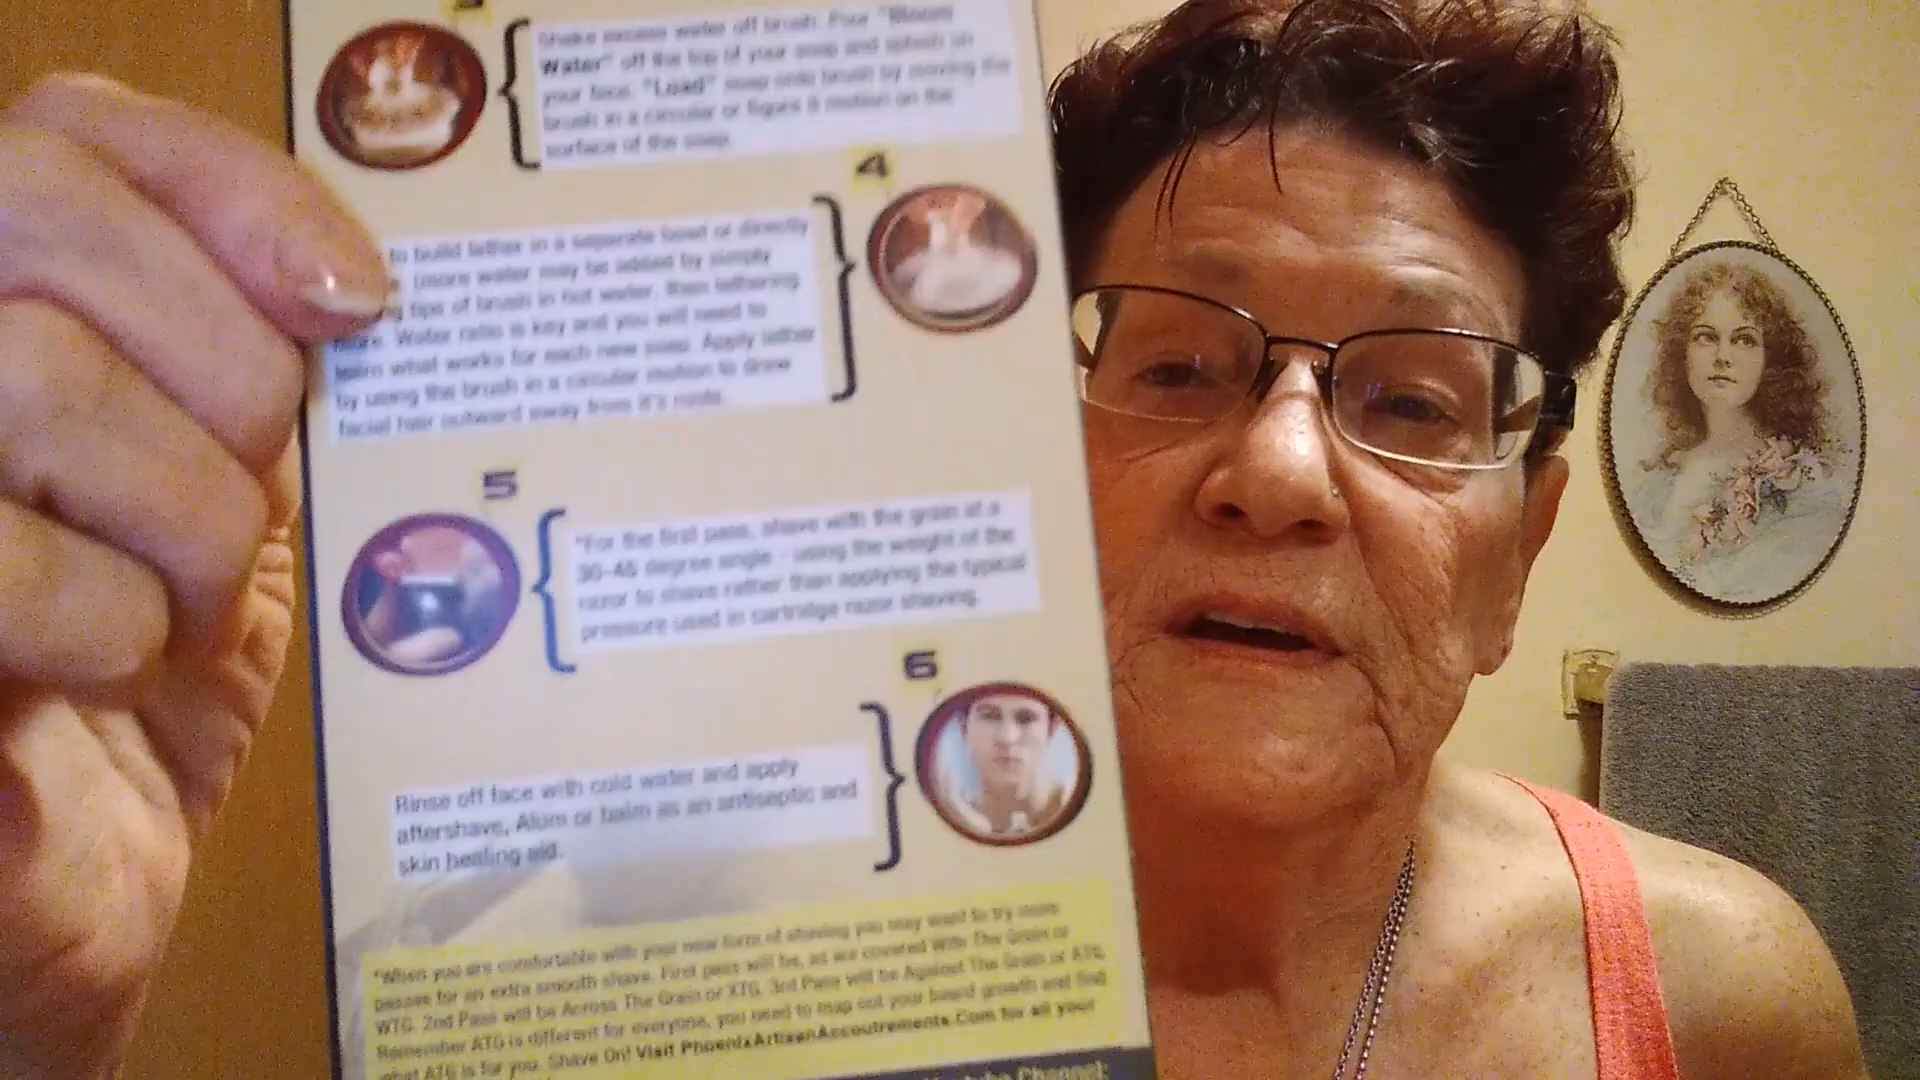 3
Shake excess water off brush. Pour "Bloom
Water" off the top of your soap and splash on
your face. "Load" soap onto brush by moving the
brush in a circular or figure 8 motion on the
surface of the soap.
4
to build lather in a separate bowl or directly
(more water may be added by simply
tips of brush in hot water, then lathering
more. Water ratio is key and you will need to
learn what works for each new soap. Apply lather
by using the brush in a circular motion to draw
facial hair outward away from it's roots.
5
*For the first pass, shave with the grain at a
30-45 degree angle - using the weight of the
razor to shave rather than applying the typical
pressure used in cartridge razor shaving.
6
Rinse off face with cold water and apply
aftershave, Alum or balm as an antiseptic and
skin healing aid.
*When you are comfortable with your new form of shaving you may want to try more
passes for an extra smooth shave. First pass will be, as we covered With The Grain or
WTG. 2nd Pass will be Across The Grain or XTG. 3rd Pass will be Against The Grain or ATG.
Remember ATG is different for everyone, you need to map out your beard growth and find
what ATG is for you. Shave On! Visit PhoenixArtisanAccoutrements.Com for all your
Channel: